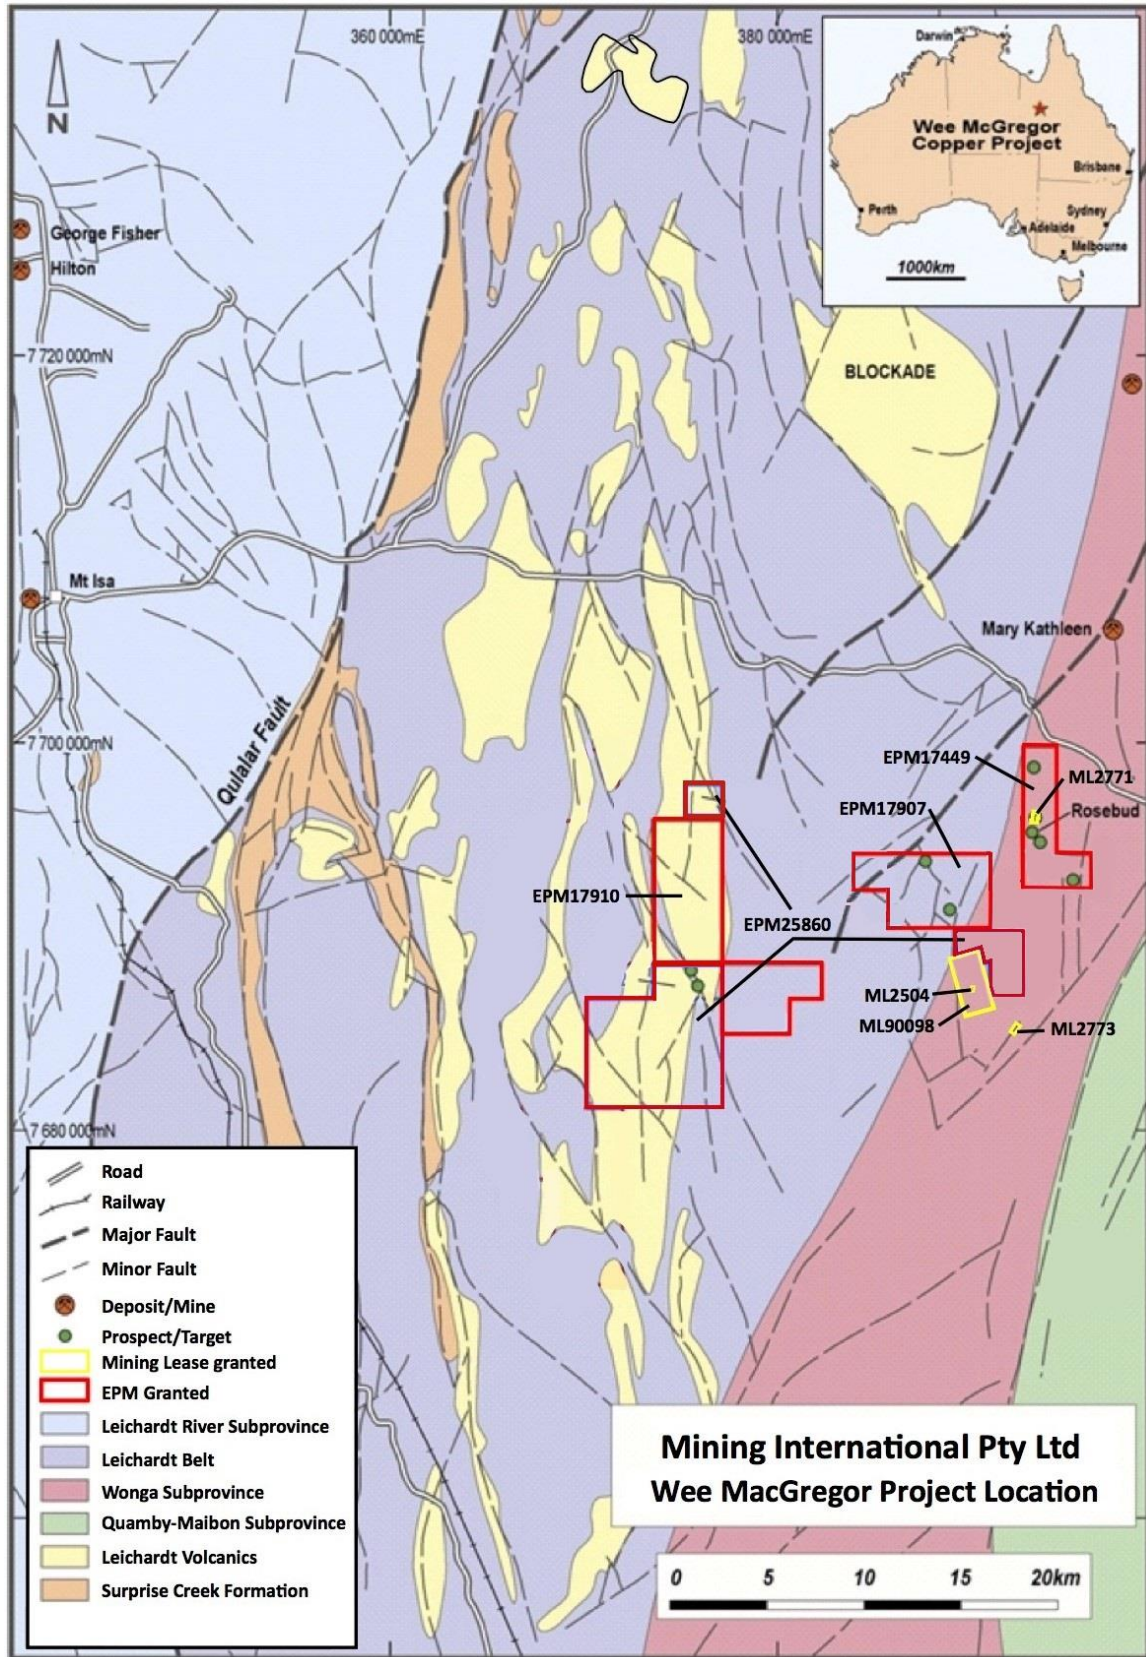 360 000mE
380 000mE
N
Darwin
Wee McGregor
Copper Project
Brisbane
Perth
Sydney
Adelaide
Melbourne
1000km
George Fisher
Hilton
7 720 000mN
BLOCKADE
Mt Isa
Mary Kathleen
Qulalar Fault
7 700 000mN
EPM17449
ML2771
EPM17907
Rosebud
EPM17910
EPM25860
ML2504
ML90098
ML2773
7 680 000mN
Road
Railway
Major Fault
Minor Fault
Deposit/Mine
Prospect/Target
Mining Lease granted
EPM Granted
Leichardt River Subprovince
Leichardt Belt
Wonga Subprovince
Quamby-Maibon Subprovince
Leichardt Volcanics
Surprise Creek Formation
Mining International Pty Ltd
Wee MacGregor Project Location
0 5 10 15 20km